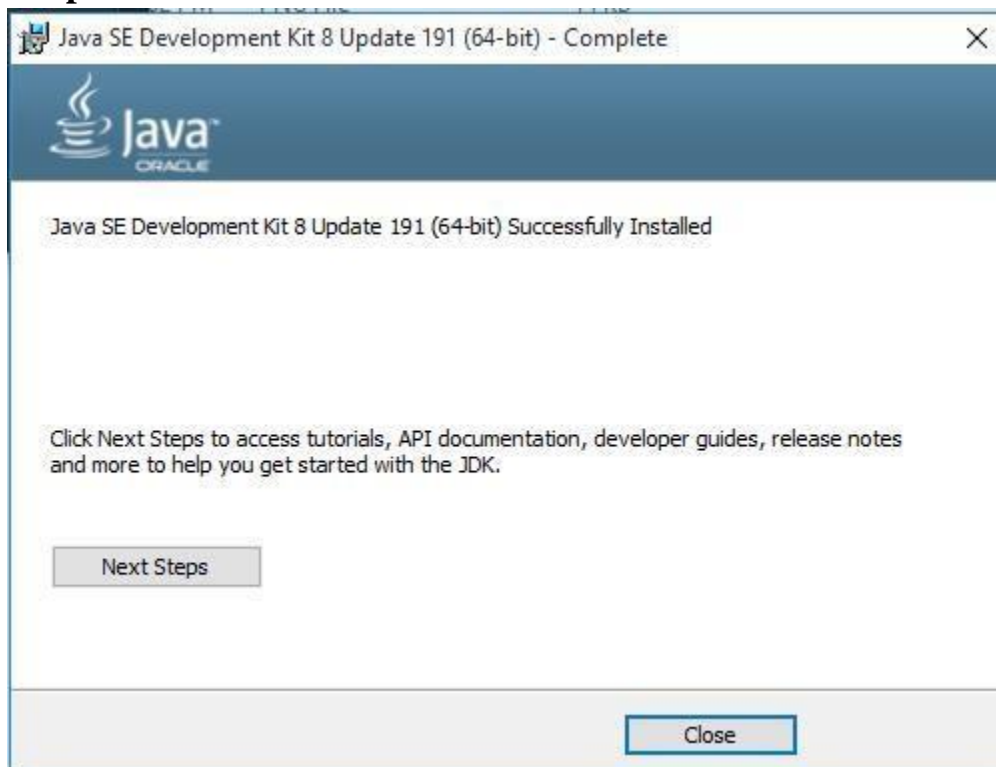 Java SE Development Kit 8 Update 191 (64-bit) - Complete
Java™
ORACLE
Java SE Development Kit 8 Update 191 (64-bit) Successfully Installed
Click Next Steps to access tutorials, API documentation, developer guides, release notes
and more to help you get started with the JDK.
Next Steps
Close